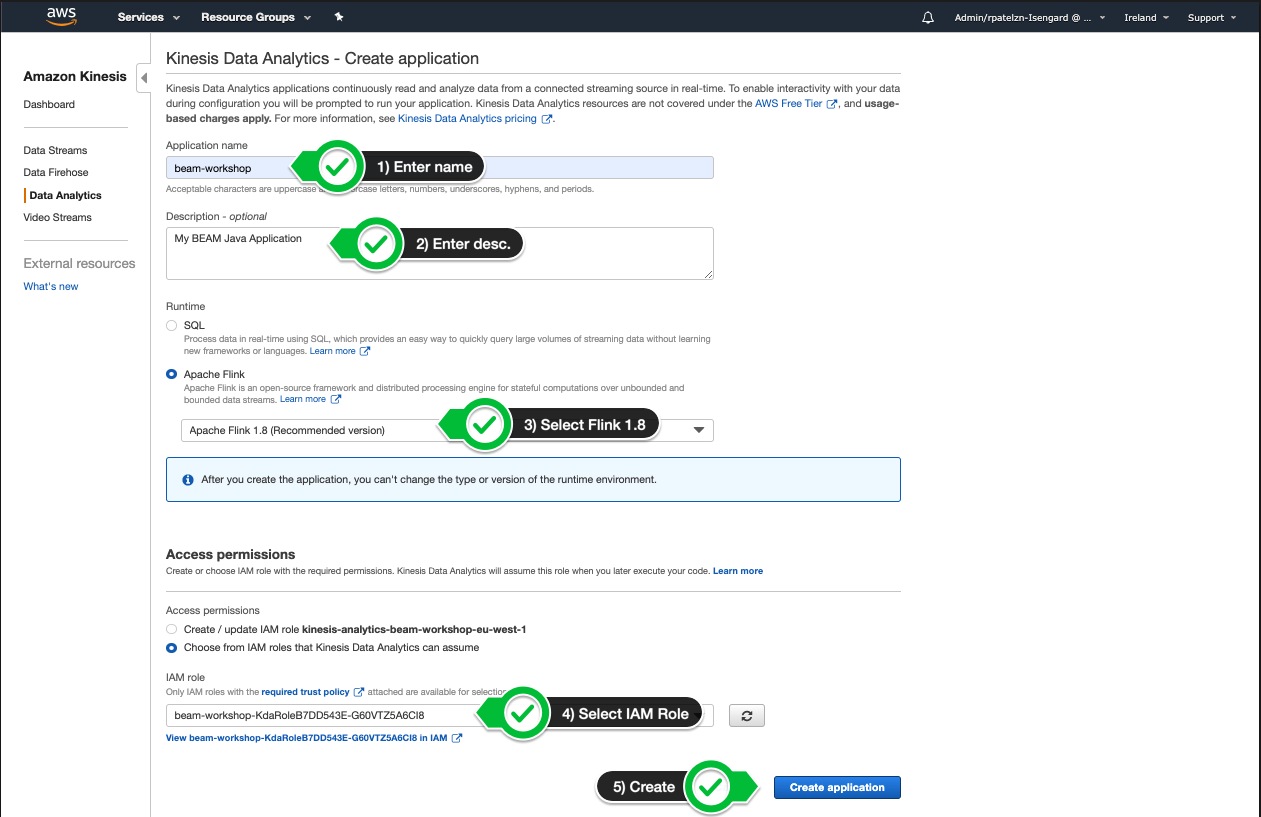 aws
Services
Resource Groups
Admin/rpatelzn-Isengard @ ...
Ireland
Support
Amazon Kinesis
Dashboard
Data Streams
Data Firehose
Data Analytics
Video Streams
External resources
What's new
Kinesis Data Analytics - Create application
Kinesis Data Analytics applications continuously read and analyze data from a connected streaming source in real-time. To enable interactivity with your data
during configuration you will be prompted to run your application. Kinesis Data Analytics resources are not covered under the AWS Free Tier, and usage-
based charges apply. For more information, see Kinesis Data Analytics pricing.
Application name
beam-workshop
1) Enter name
Acceptable characters are uppercase case letters, numbers, underscores, hyphens, and periods.
Description - optional
My BEAM Java Application
2) Enter desc.
Runtime
SQL
Process data in real-time using SQL, which provides an easy way to quickly query large volumes of streaming data without learning
new frameworks or languages. Learn more
Apache Flink
Apache Flink is an open-source framework and distributed processing engine for stateful computations over unbounded and
bounded data streams. Learn more
Apache Flink 1.8 (Recommended version)
3) Select Flink 1.8
After you create the application, you can't change the type or version of the runtime environment.
Access permissions
Create or choose IAM role with the required permissions. Kinesis Data Analytics will assume this role when you later execute your code. Learn more
Access permissions
Create / update IAM role kinesis-analytics-beam-workshop-eu-west-1
Choose from IAM roles that Kinesis Data Analytics can assume
IAM role
Only IAM roles with the required trust policy attached are available for selection
beam-workshop-KdaRoleB7DD543E-G60VTZ5A6CI8
4) Select IAM Role
View beam-workshop-KdaRoleB7DD543E-G60VTZ5A6CI8 in IAM
5) Create
Create application